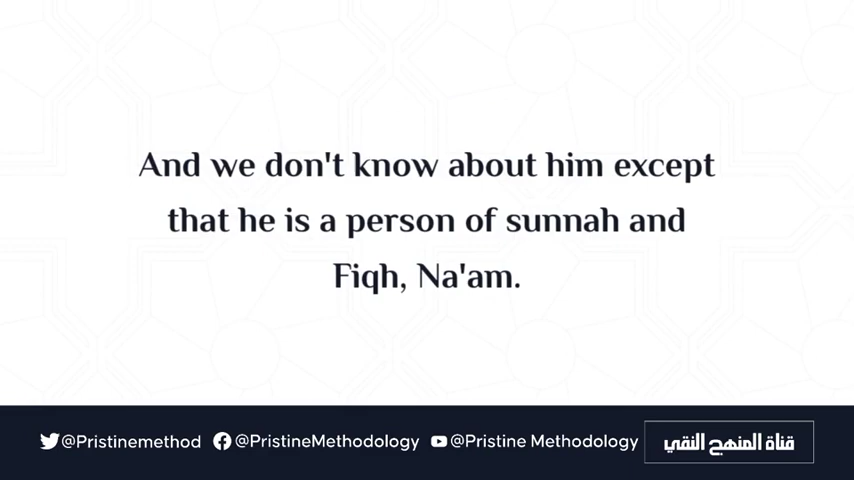 And we don't know about him except
that he is a person of sunnah and
Fiqh, Na'am.
@Pristinemethod @PristineMethodology @Pristine Methodology قناة المنهج النقي